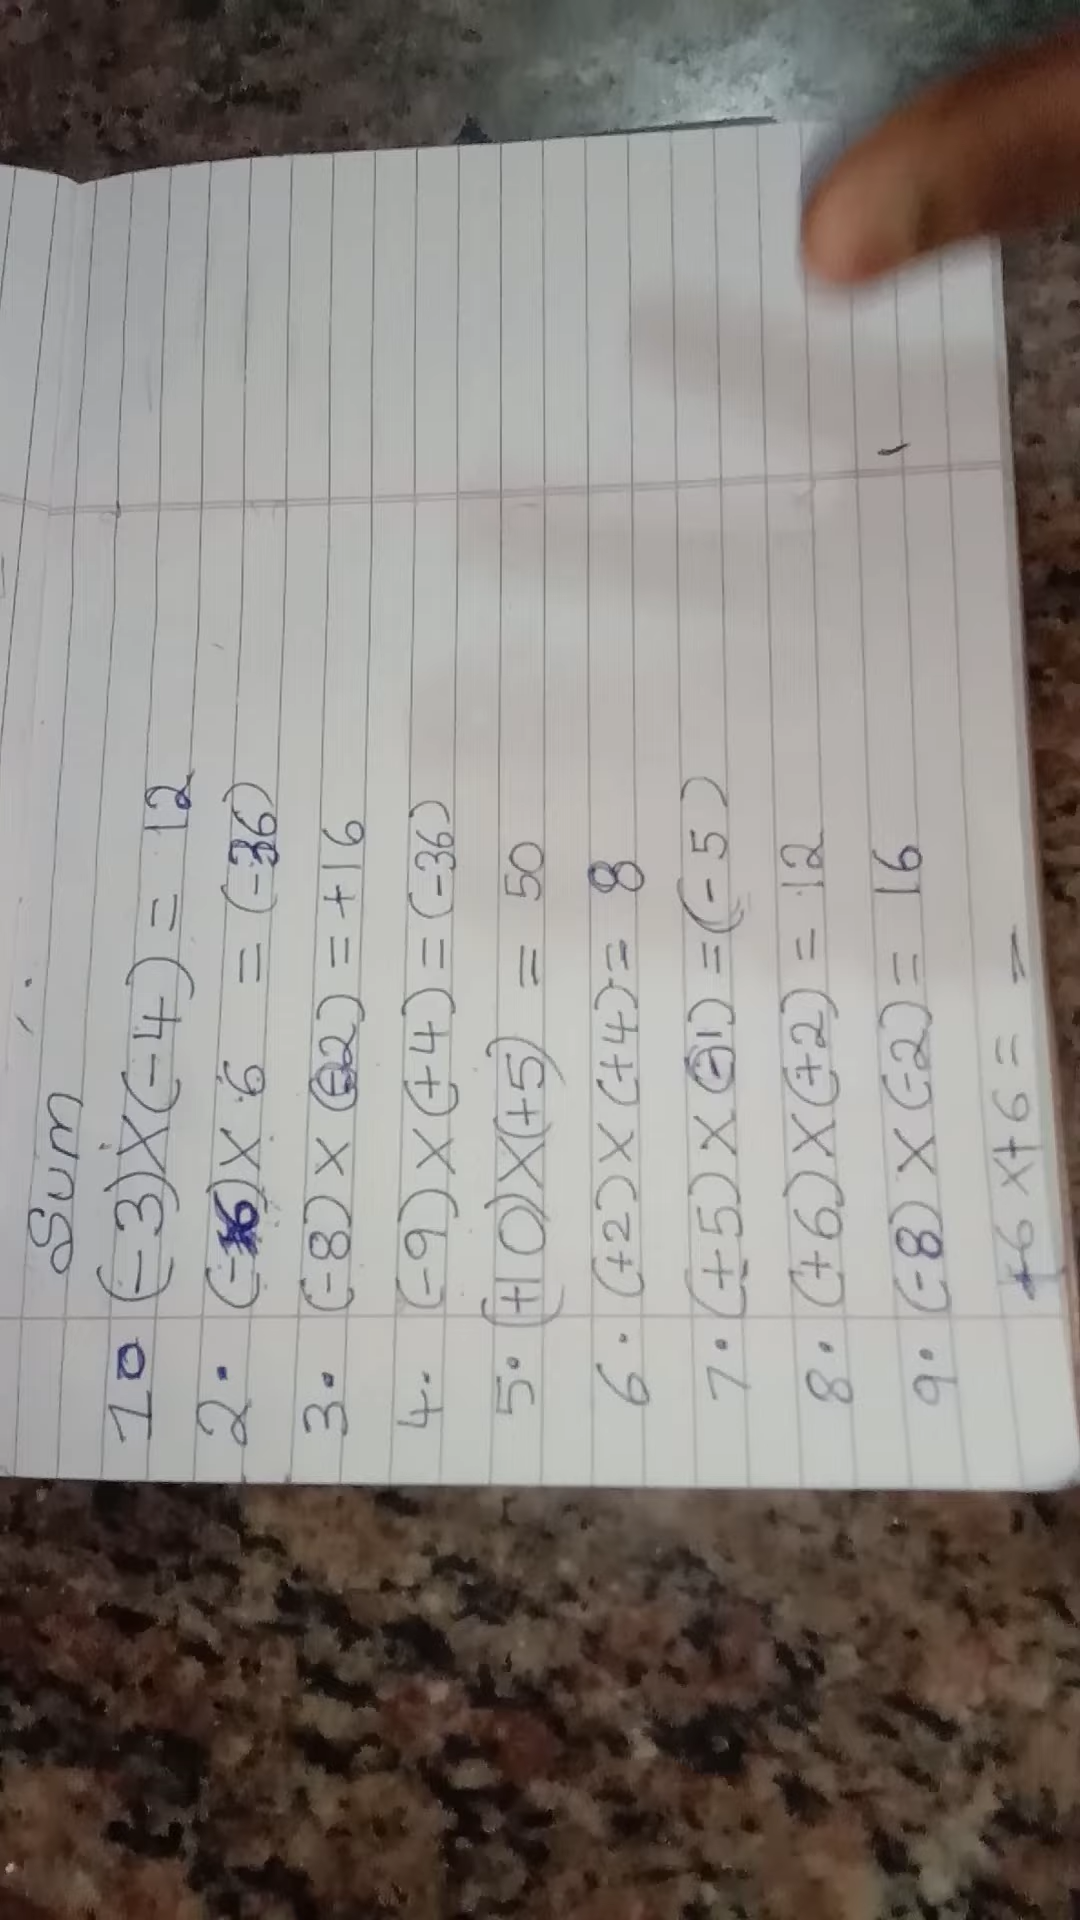 Sum
1. (-3)X(-4) = 12
2. (-6)X 6 = (-36)
3. (-8) X (-2) = +16
4. (-9) X (+4) = (-36)
5. (+10)X(+5) = 50
6. (+2) X (+4) = 8
7. (+5) X (-1) = (-5)
8. (+6) X (+2) = 12
9. (-8) X (-2) = 16
+6 x+6 = -